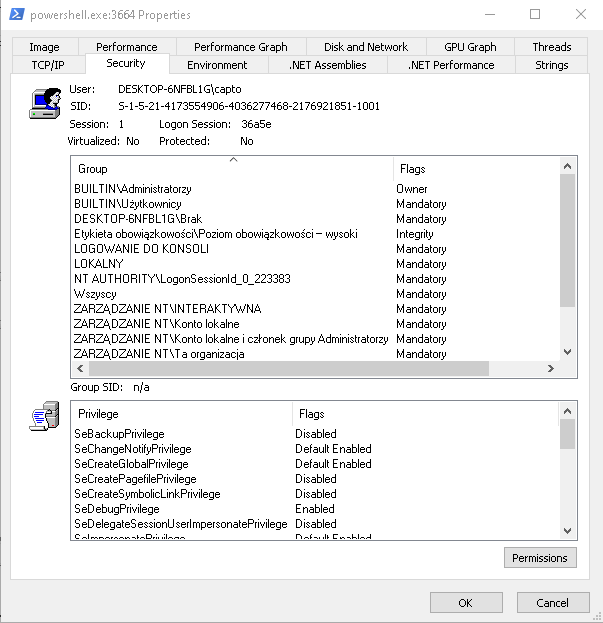 powershell.exe:3664 Properties
Image Performance Performance Graph Disk and Network GPU Graph Threads
TCP/IP Security Environment .NET Assemblies .NET Performance Strings
User: DESKTOP-6NFBL1G\capto
SID: S-1-5-21-4173554906-4036277468-2176921851-1001
Session: 1 Logon Session: 36a5e
Virtualized: No Protected: No
Group Flags
BUILTIN\Administratorzy Owner
BUILTIN\Użytkownicy Mandatory
DESKTOP-6NFBL1G\Brak Mandatory
Etykieta obowiązkowości\Poziom obowiązkowości – wysoki Integrity
LOGOWANIE DO KONSOLI Mandatory
LOKALNY Mandatory
NT AUTHORITY\LogonSessionId_0_223383 Mandatory
Wszyscy Mandatory
ZARZĄDZANIE NT\INTERAKTYWNA Mandatory
ZARZĄDZANIE NT\Konto lokalne Mandatory
ZARZĄDZANIE NT\Konto lokalne i członek grupy Administratorzy Mandatory
ZARZĄDZANIE NT\Ta organizacja Mandatory
Group SID: n/a
Privilege Flags
SeBackupPrivilege Disabled
SeChangeNotifyPrivilege Default Enabled
SeCreateGlobalPrivilege Default Enabled
SeCreatePagefilePrivilege Disabled
SeCreateSymbolicLinkPrivilege Disabled
SeDebugPrivilege Enabled
SeDelegateSessionUserImpersonatePrivilege Disabled
SeImpersonatePrivilege Default Enabled
Permissions
OK Cancel